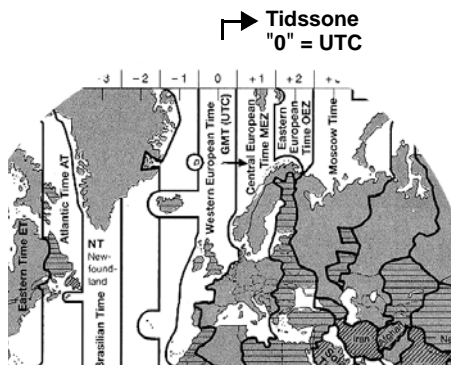 Tidssone
"0" = UTC
-3 -2 -1 0 +1 +2
Eastern Time ET
Atlantic Time AT
NT
New-
found-
land
Brasilian Time
Western European Time
GMT (UTC)
Central European
Time MEZ
Eastern
European
Time OEZ
Moscow Time
Iran